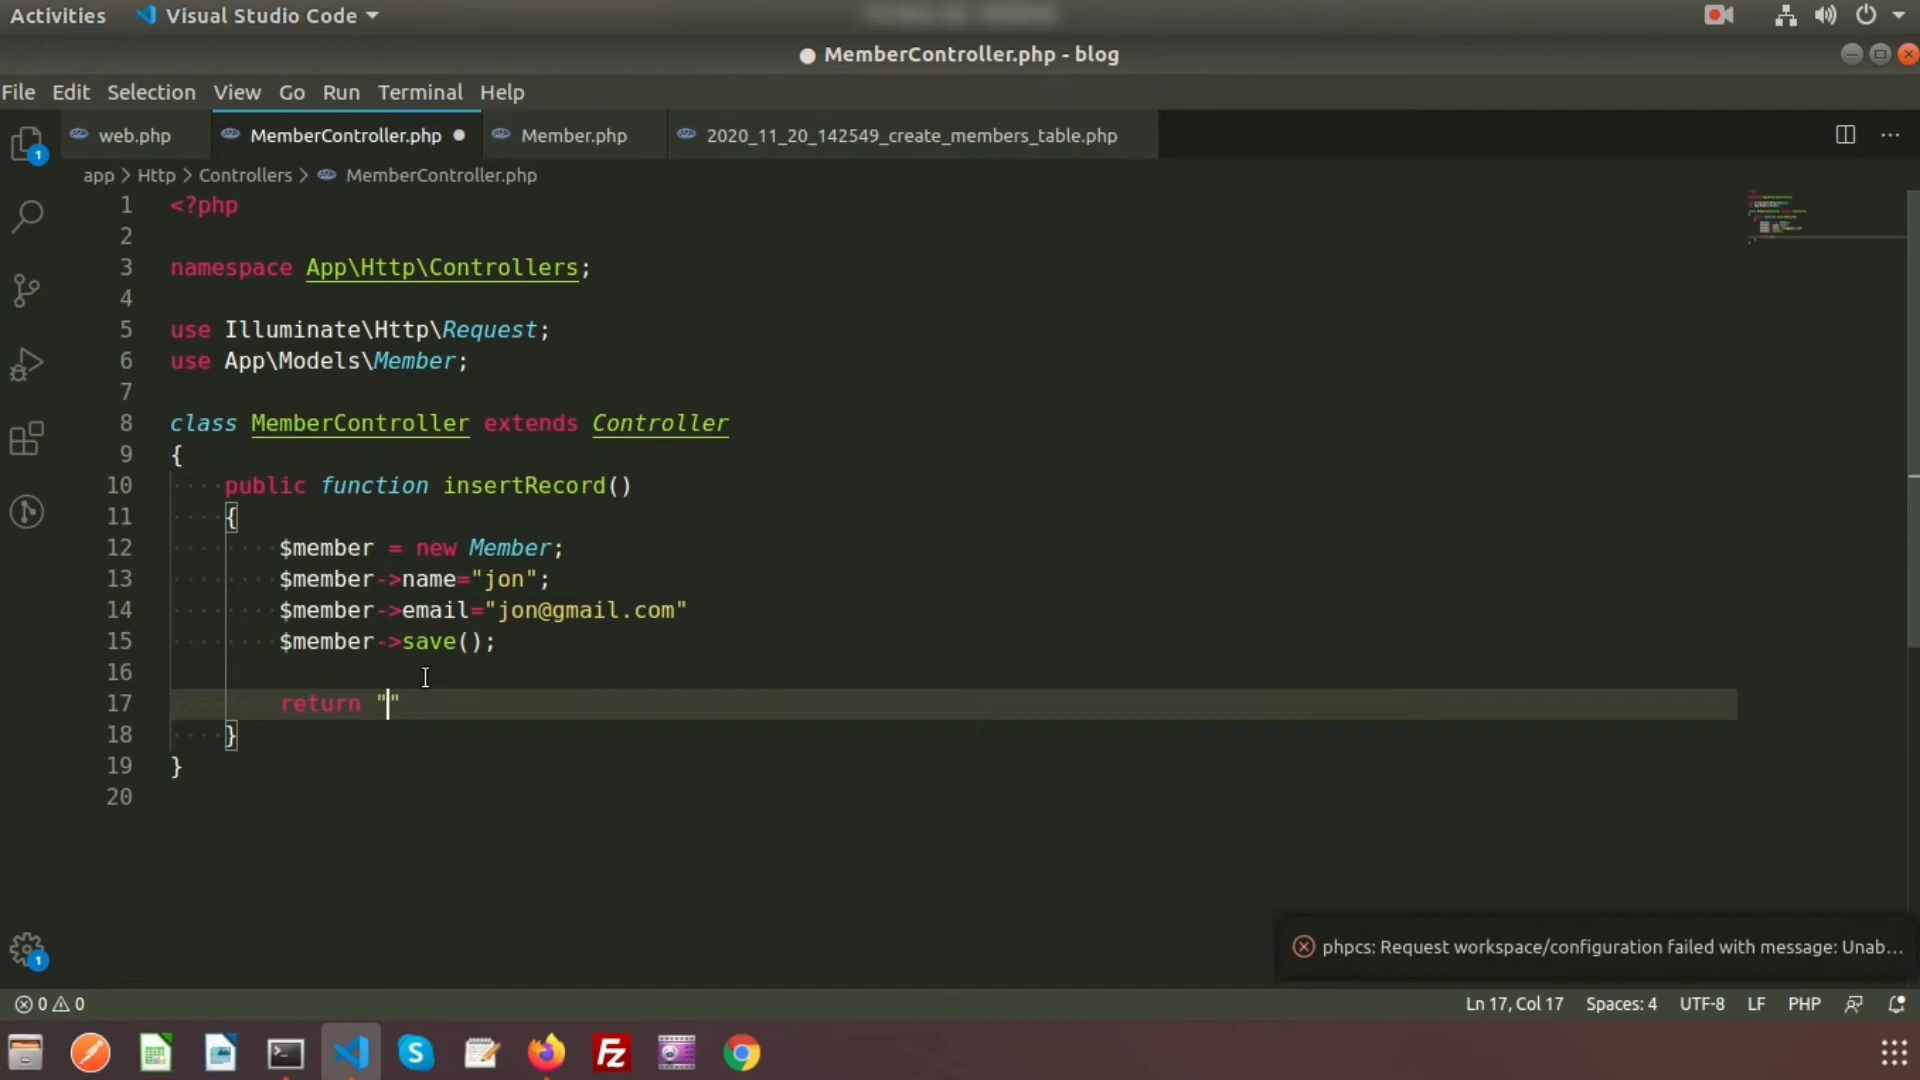 Activities Visual Studio Code
MemberController.php - blog
File Edit Selection View Go Run Terminal Help
web.php MemberController.php Member.php 2020_11_20_142549_create_members_table.php
1
app > Http > Controllers > MemberController.php
1 <?php
2
3 namespace App\Http\Controllers;
4
5 use Illuminate\Http\Request;
6 use App\Models\Member;
7
8 class MemberController extends Controller
9 {
10 public function insertRecord()
11 {
12 $member = new Member;
13 $member->name="jon";
14 $member->email="jon@gmail.com"
15 $member->save();
16
17 return ""
18 }
19 }
20
phpcs: Request workspace/configuration failed with message: Unab...
1
0 0 Ln 17, Col 17 Spaces: 4 UTF-8 LF PHP